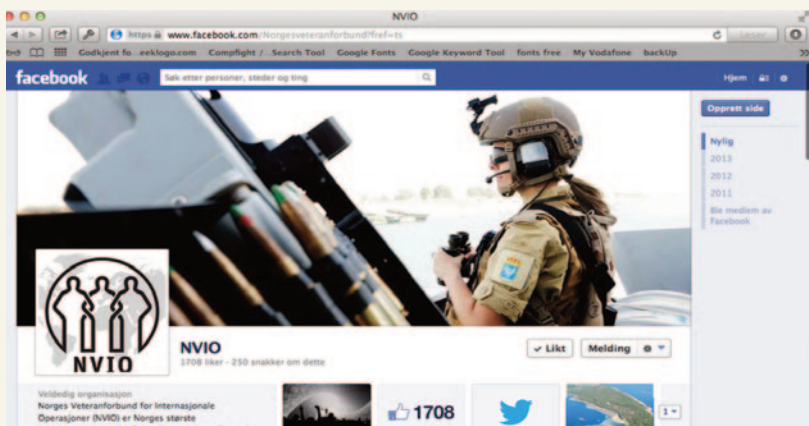 NVIO
https www.facebook.com/Norgesveteranforbund?fref=ts
Leser
Godkjent fo...eeklogo.com Compfight / ...Search Tool Google Fonts Google Keyword Tool fonts free My Vodafone backUp
facebook
Søk etter personer, steder og ting
Hjem
Opprett side
Nylig
2013
2012
2011
Ble medlem av
Facebook
NVIO
NVIO
1708 liker · 250 snakker om dette
Likt
Melding
Veldedig organisasjon
Norges Veteranforbund for Internasjonale
Operasjoner (NVIO) er Norges største
1708
1